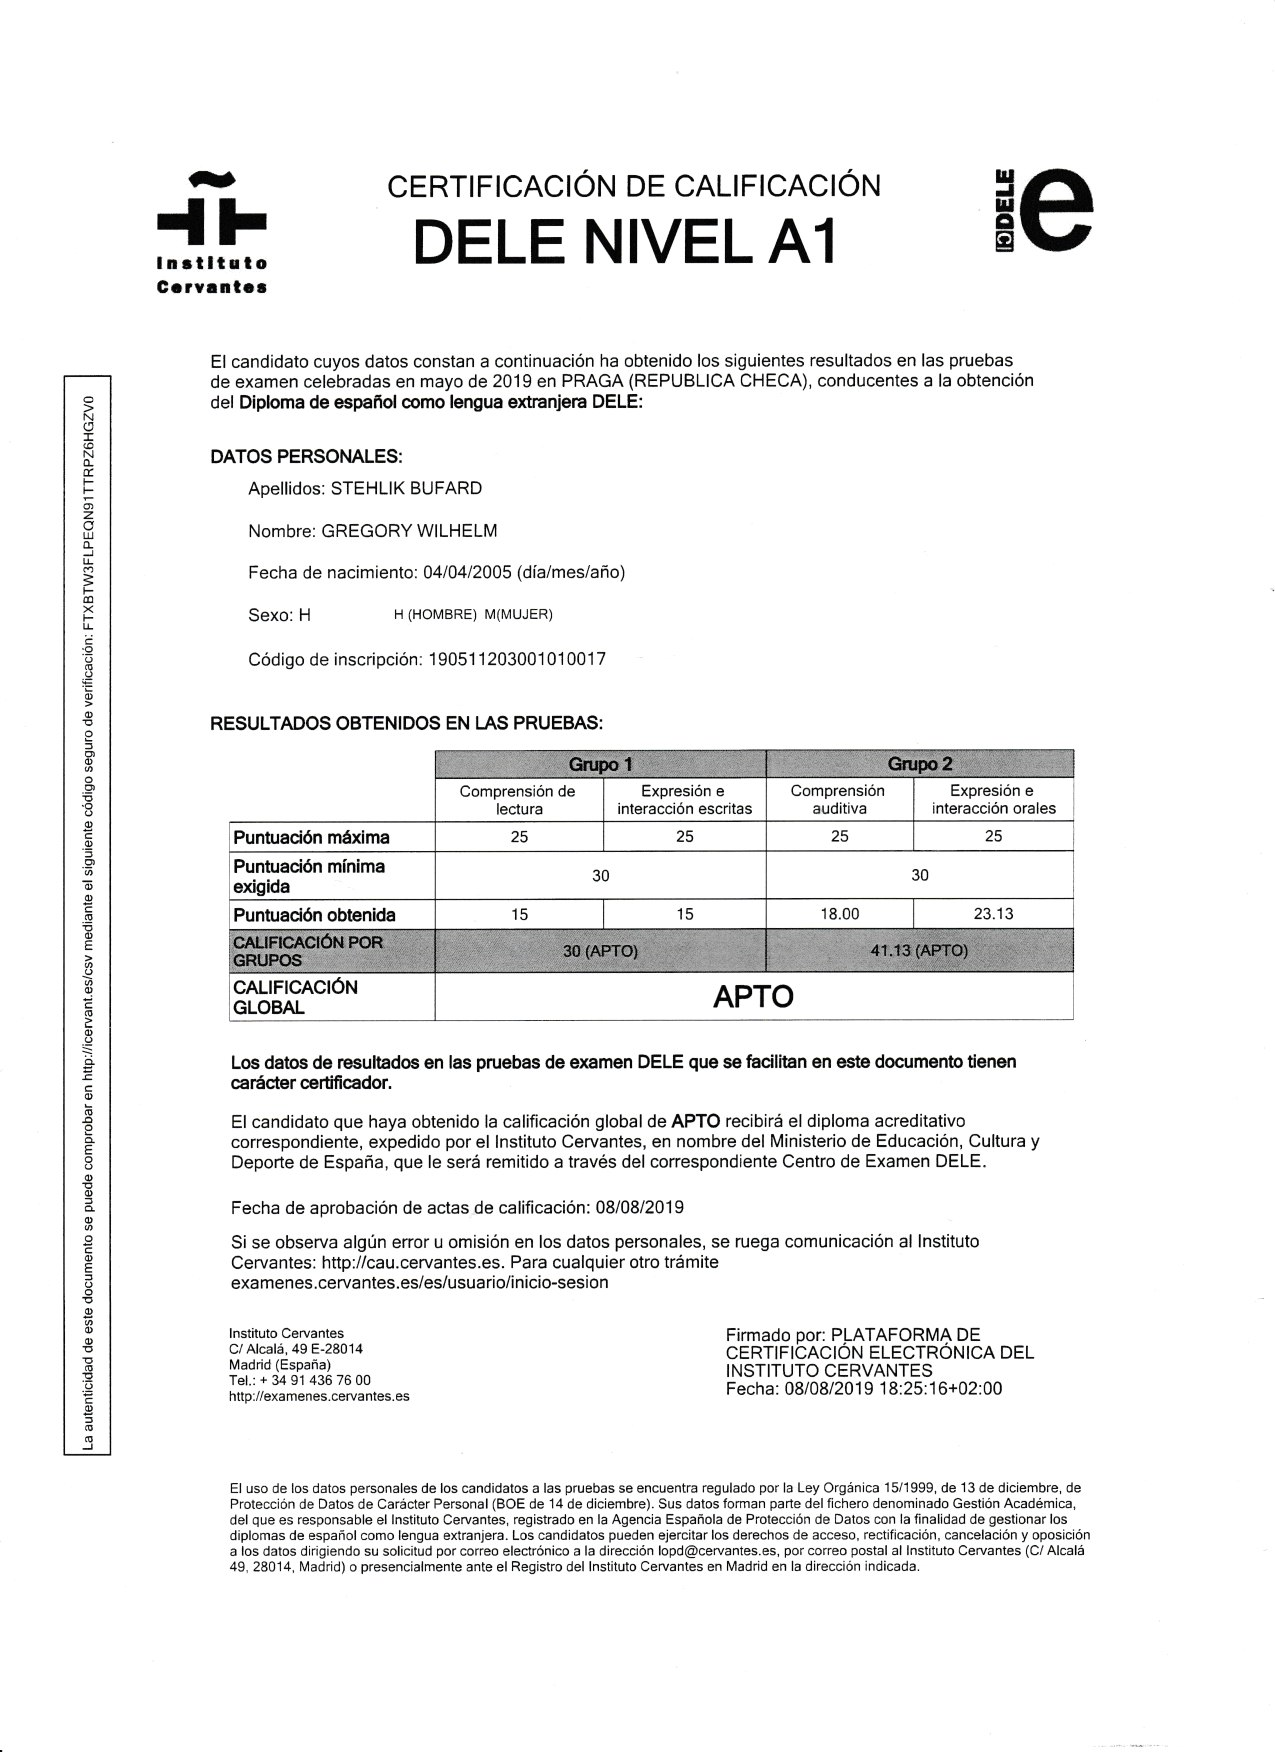 Instituto
Cervantes
CERTIFICACIÓN DE CALIFICACIÓN
DELE NIVEL A1
DELE
e
El candidato cuyos datos constan a continuación ha obtenido los siguientes resultados en las pruebas
de examen celebradas en mayo de 2019 en PRAGA (REPUBLICA CHECA), conducentes a la obtención
del Diploma de español como lengua extranjera DELE:
DATOS PERSONALES:
Apellidos: STEHLIK BUFARD
Nombre: GREGORY WILHELM
Fecha de nacimiento: 04/04/2005 (día/mes/año)
Sexo: H H (HOMBRE) M(MUJER)
Código de inscripción: 190511203001010017
RESULTADOS OBTENIDOS EN LAS PRUEBAS:
Grupo 1 Grupo 2
Comprensión de lectura Expresión e interacción escritas Comprensión auditiva Expresión e interacción orales
Puntuación máxima 25 25 25 25
Puntuación mínima exigida 30 30
Puntuación obtenida 15 15 18.00 23.13
CALIFICACIÓN POR GRUPOS 30 (APTO) 41.13 (APTO)
CALIFICACIÓN GLOBAL APTO
Los datos de resultados en las pruebas de examen DELE que se facilitan en este documento tienen
carácter certificador.
El candidato que haya obtenido la calificación global de APTO recibirá el diploma acreditativo
correspondiente, expedido por el Instituto Cervantes, en nombre del Ministerio de Educación, Cultura y
Deporte de España, que le será remitido a través del correspondiente Centro de Examen DELE.
Fecha de aprobación de actas de calificación: 08/08/2019
Si se observa algún error u omisión en los datos personales, se ruega comunicación al Instituto
Cervantes: http://cau.cervantes.es. Para cualquier otro trámite
examenes.cervantes.es/es/usuario/inicio-sesion
Instituto Cervantes
C/ Alcalá, 49 E-28014
Madrid (España)
Tel.: + 34 91 436 76 00
http://examenes.cervantes.es
Firmado por: PLATAFORMA DE
CERTIFICACIÓN ELECTRÓNICA DEL
INSTITUTO CERVANTES
Fecha: 08/08/2019 18:25:16+02:00
El uso de los datos personales de los candidatos a las pruebas se encuentra regulado por la Ley Orgánica 15/1999, de 13 de diciembre, de
Protección de Datos de Carácter Personal (BOE de 14 de diciembre). Sus datos forman parte del fichero denominado Gestión Académica,
del que es responsable el Instituto Cervantes, registrado en la Agencia Española de Protección de Datos con la finalidad de gestionar los
diplomas de español como lengua extranjera. Los candidatos pueden ejercitar los derechos de acceso, rectificación, cancelación y oposición
a los datos dirigiendo su solicitud por correo electrónico a la dirección lopd@cervantes.es, por correo postal al Instituto Cervantes (C/ Alcalá
49, 28014, Madrid) o presencialmente ante el Registro del Instituto Cervantes en Madrid en la dirección indicada.
La autenticidad de este documento se puede comprobar en http://icervant.es/csv mediante el siguiente código seguro de verificación: FTXBTW3FLPEQN91TTRPZ6HGZV0